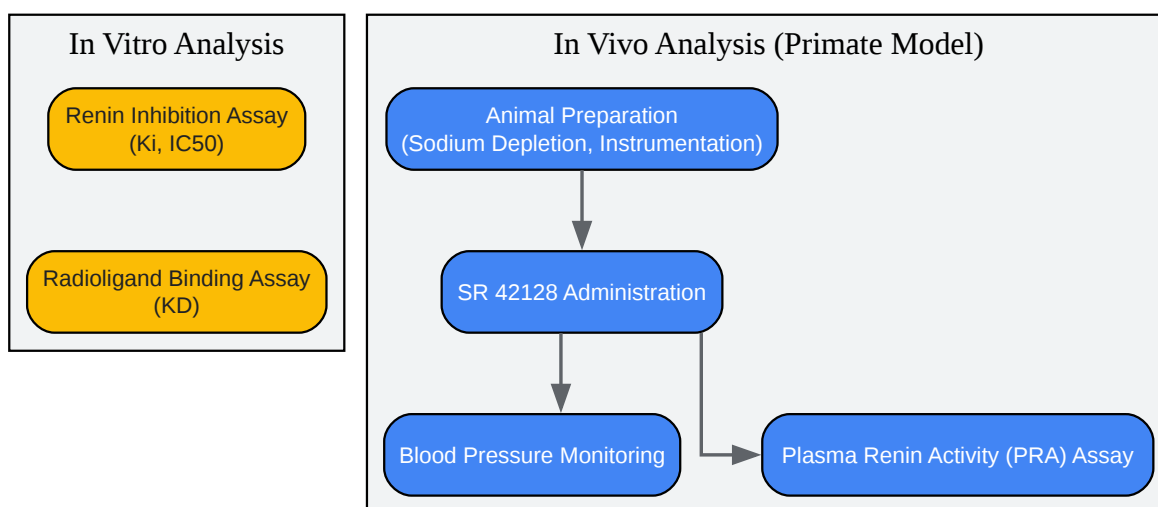 In Vitro Analysis
Renin Inhibition Assay
(Ki, IC50)
Radioligand Binding Assay
(KD)
In Vivo Analysis (Primate Model)
Animal Preparation
(Sodium Depletion, Instrumentation)
SR 42128 Administration
Blood Pressure Monitoring
Plasma Renin Activity (PRA) Assay